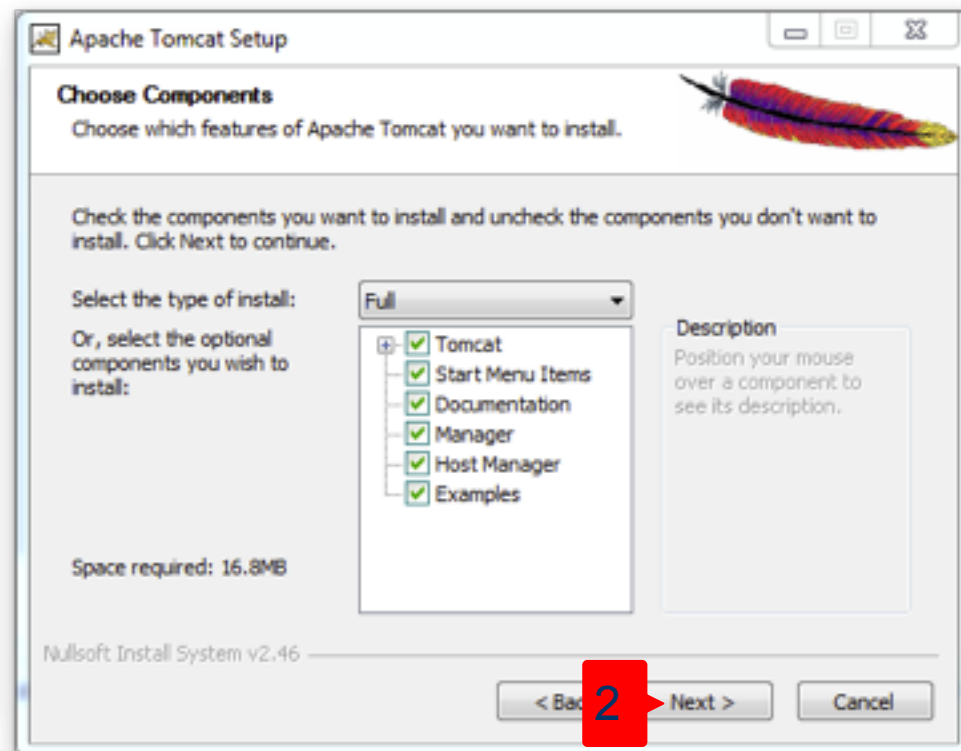 Apache Tomcat Setup
Choose Components
Choose which features of Apache Tomcat you want to install.
Check the components you want to install and uncheck the components you don't want to
install. Click Next to continue.
Select the type of install:
Full
Or, select the optional
components you wish to
install:
Tomcat
Start Menu Items
Documentation
Manager
Host Manager
Examples
Description
Position your mouse
over a component to
see its description.
Space required: 16.8MB
Nullsoft Install System v2.46
< Bac
2
Next >
Cancel